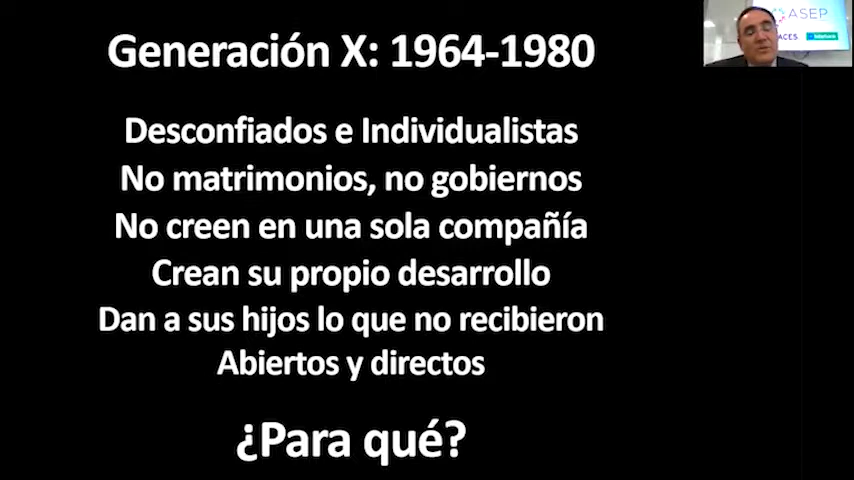 Generación X: 1964-1980
Desconfiados e Individualistas
No matrimonios, no gobiernos
No creen en una sola compañía
Crean su propio desarrollo
Dan a sus hijos lo que no recibieron
Abiertos y directos
¿Para qué?
ASEP